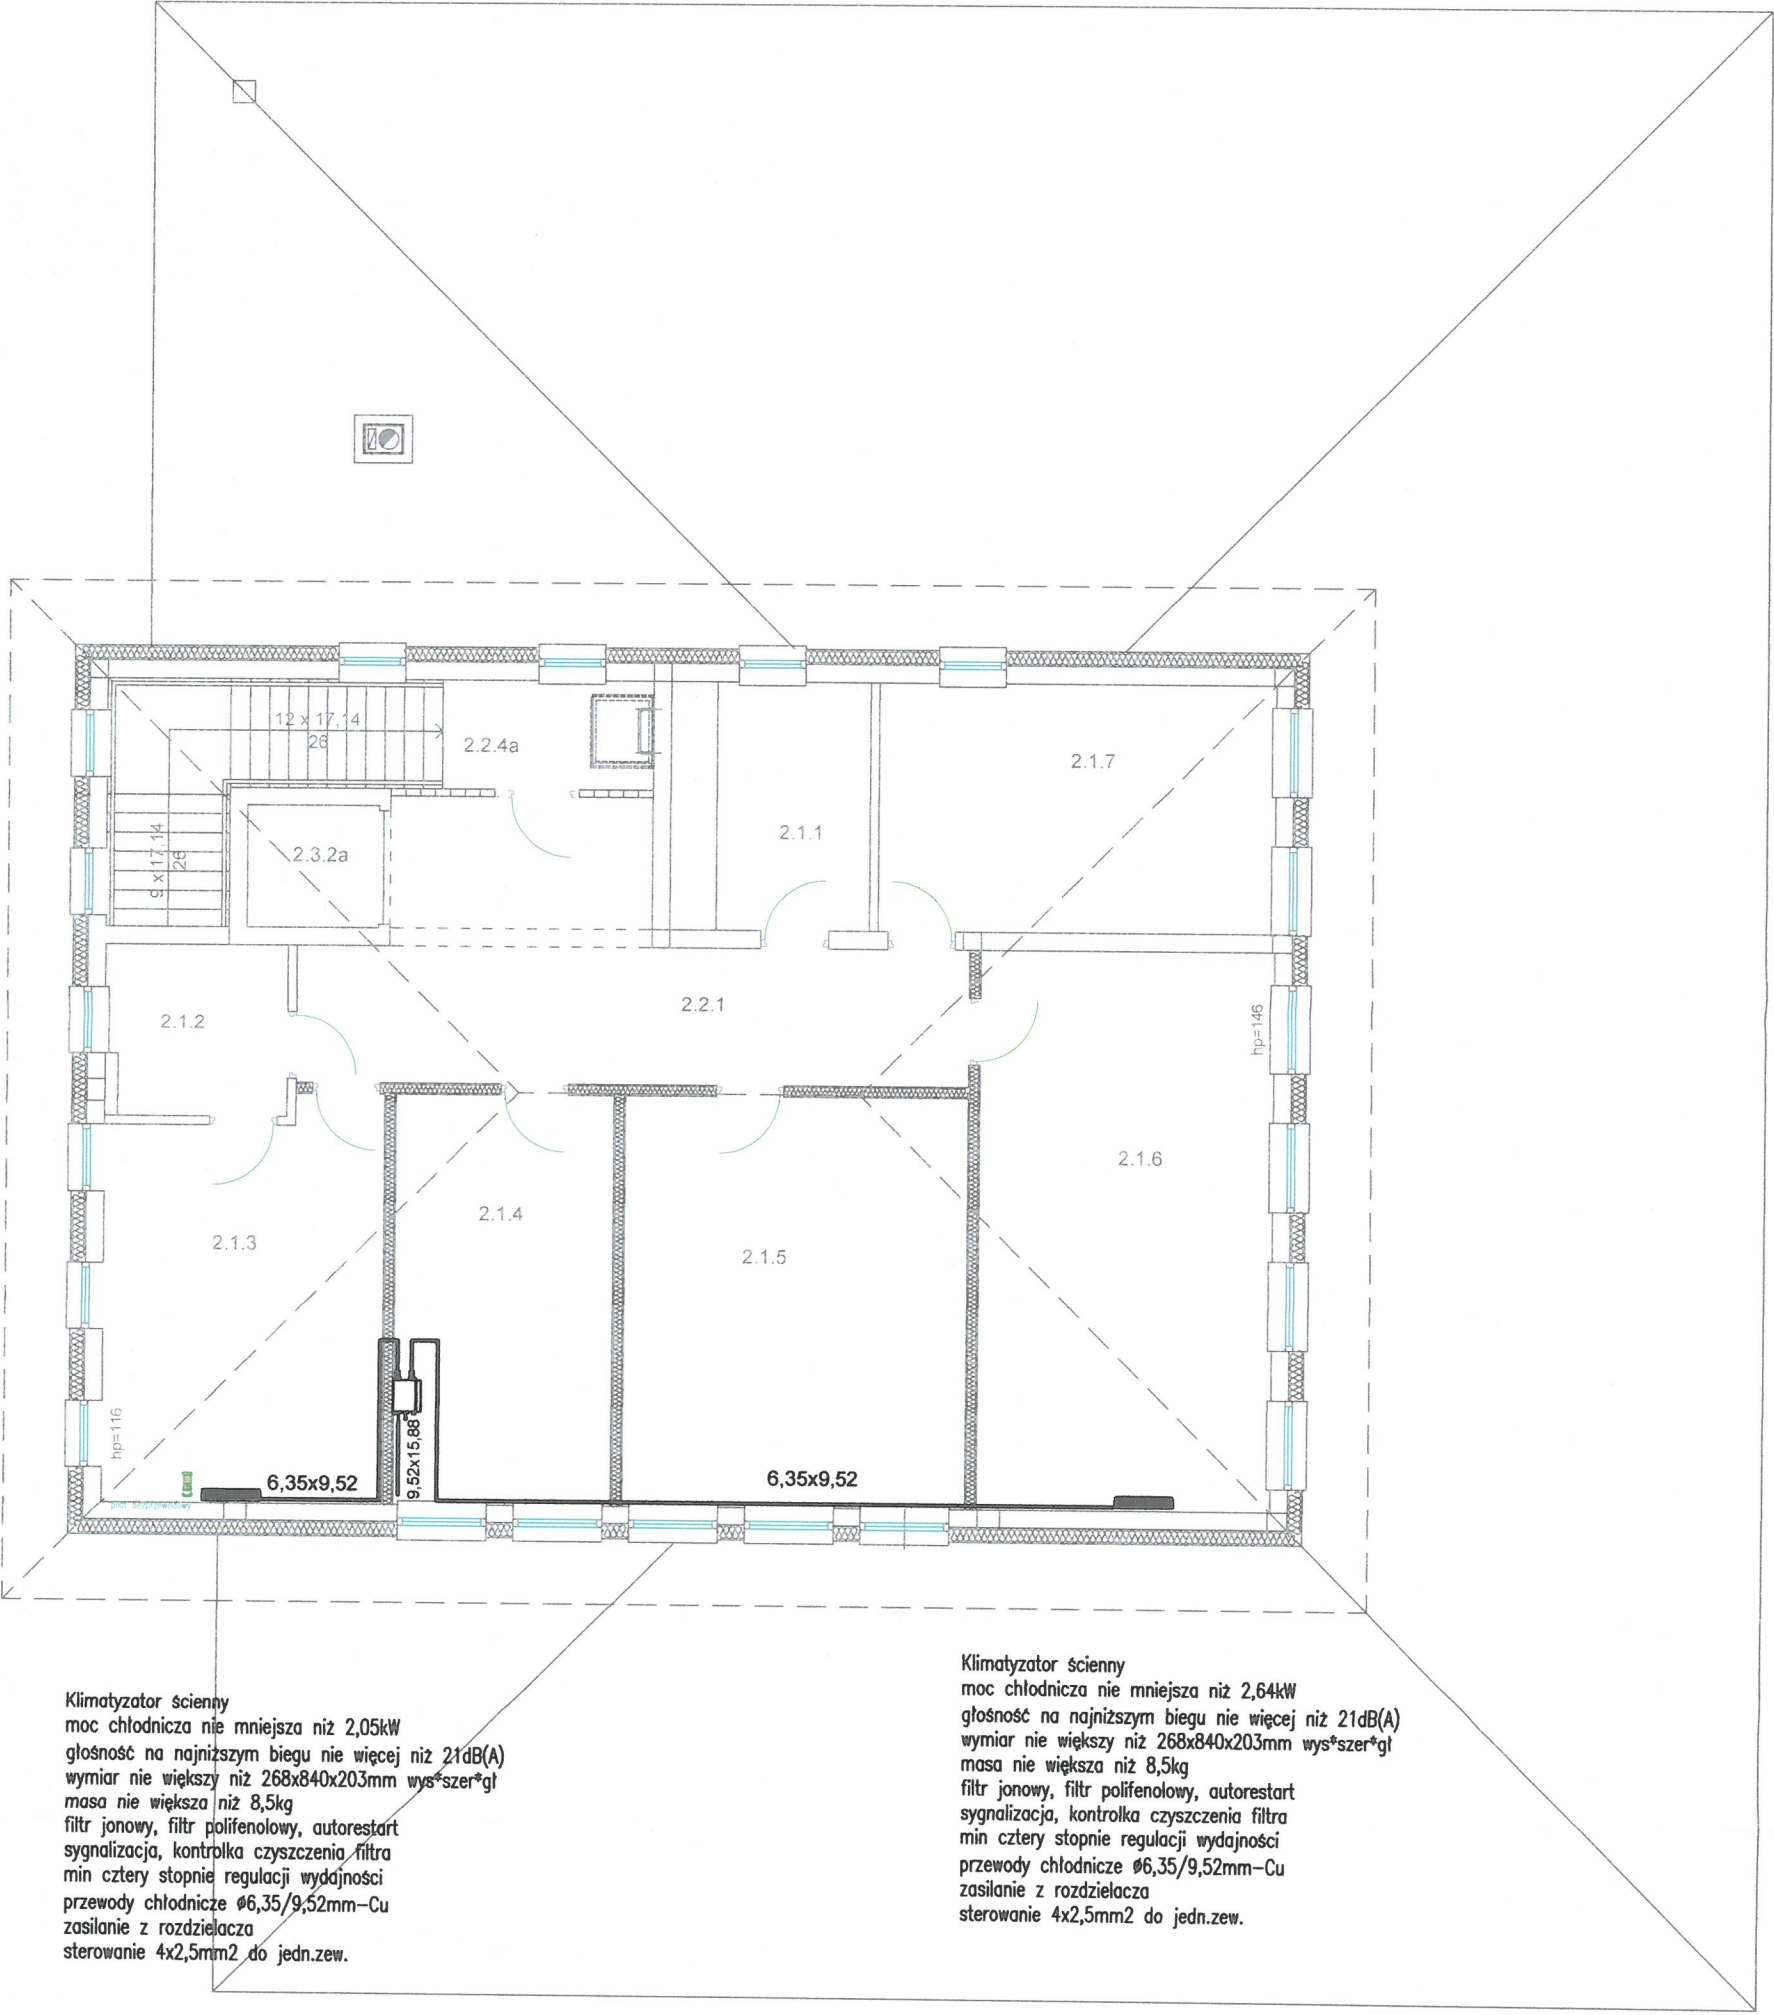 12 x 17,14
26
2.2.4a
2.1.7
2.1.1
9 x 17,14
26
2.3.2a
2.2.1
2.1.2
hp=146
2.1.6
2.1.4
2.1.3
2.1.5
hp=116
9,52x15,88
6,35x9,52
6,35x9,52
pilot bezprzewodowy
Klimatyzator ścienny
moc chłodnicza nie mniejsza niż 2,05kW
głośność na najniższym biegu nie więcej niż 21dB(A)
wymiar nie większy niż 268x840x203mm wys*szer*gł
masa nie większa niż 8,5kg
filtr jonowy, filtr polifenolowy, autorestart
sygnalizacja, kontrolka czyszczenia filtra
min cztery stopnie regulacji wydajności
przewody chłodnicze ø6,35/9,52mm-Cu
zasilanie z rozdzielacza
sterowanie 4x2,5mm2 do jedn.zew.
Klimatyzator ścienny
moc chłodnicza nie mniejsza niż 2,64kW
głośność na najniższym biegu nie więcej niż 21dB(A)
wymiar nie większy niż 268x840x203mm wys*szer*gł
masa nie większa niż 8,5kg
filtr jonowy, filtr polifenolowy, autorestart
sygnalizacja, kontrolka czyszczenia filtra
min cztery stopnie regulacji wydajności
przewody chłodnicze ø6,35/9,52mm-Cu
zasilanie z rozdzielacza
sterowanie 4x2,5mm2 do jedn.zew.